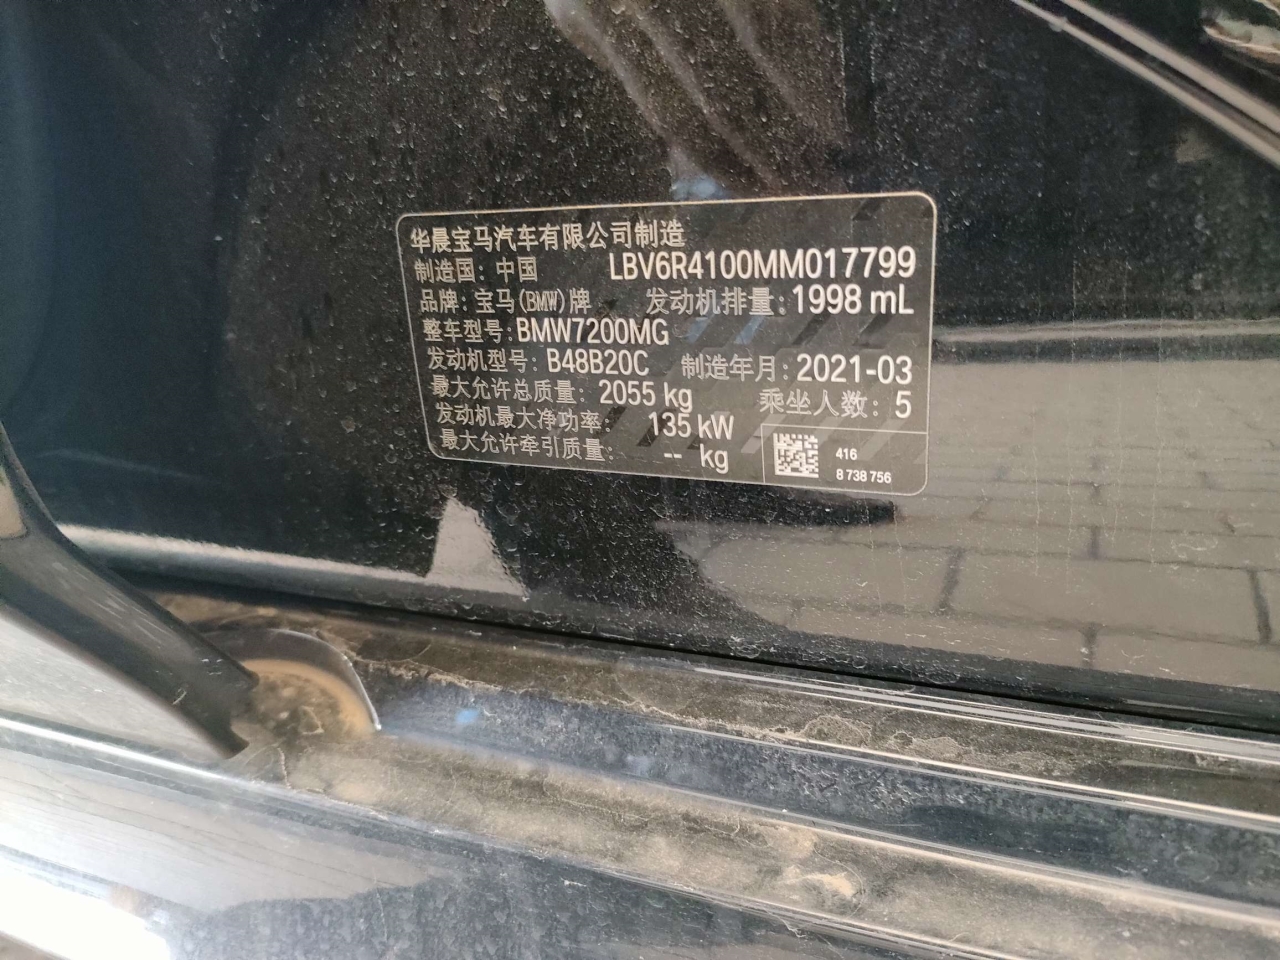 华晨宝马汽车有限公司制造
制造国: 中国 LBV6R4100MM017799
品牌: 宝马(BMW)牌 发动机排量: 1998 mL
整车型号: BMW7200MG
发动机型号: B48B20C 制造年月: 2021-03
最大允许总质量: 2055 kg 乘坐人数: 5
发动机最大净功率: 135 kW
最大允许牵引质量: -- kg
416
8 738 756